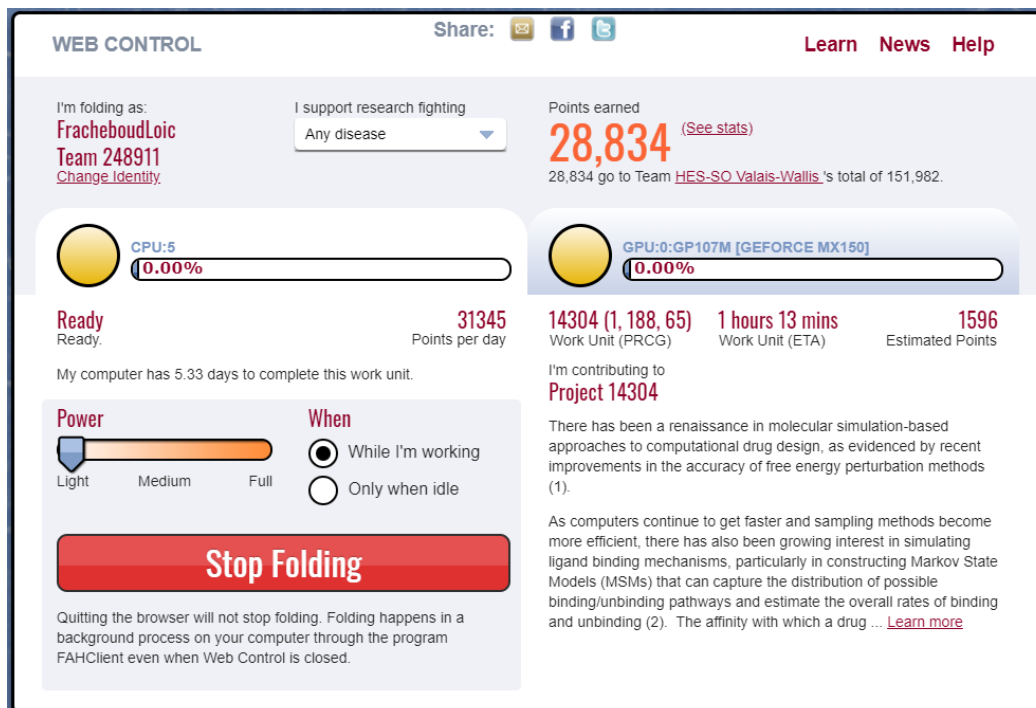 Share:
WEB CONTROL
Learn News Help
I'm folding as:
FracheboudLoic
Team 248911
Change Identity
I support research fighting
Any disease
Points earned
28,834 (See stats)
28,834 go to Team HES-SO Valais-Wallis 's total of 151,982.
CPU:5
0.00%
GPU:0:GP107M [GEFORCE MX150]
0.00%
Ready
Ready.
31345
Points per day
My computer has 5.33 days to complete this work unit.
Power
Light Medium Full
When
While I'm working
Only when idle
Stop Folding
Quitting the browser will not stop folding. Folding happens in a
background process on your computer through the program
FAHClient even when Web Control is closed.
14304 (1, 188, 65) 1 hours 13 mins 1596
Work Unit (PRCG) Work Unit (ETA) Estimated Points
I'm contributing to
Project 14304
There has been a renaissance in molecular simulation-based
approaches to computational drug design, as evidenced by recent
improvements in the accuracy of free energy perturbation methods
(1).
As computers continue to get faster and sampling methods become
more efficient, there has also been growing interest in simulating
ligand binding mechanisms, particularly in constructing Markov State
Models (MSMs) that can capture the distribution of possible
binding/unbinding pathways and estimate the overall rates of binding
and unbinding (2). The affinity with which a drug ... Learn more